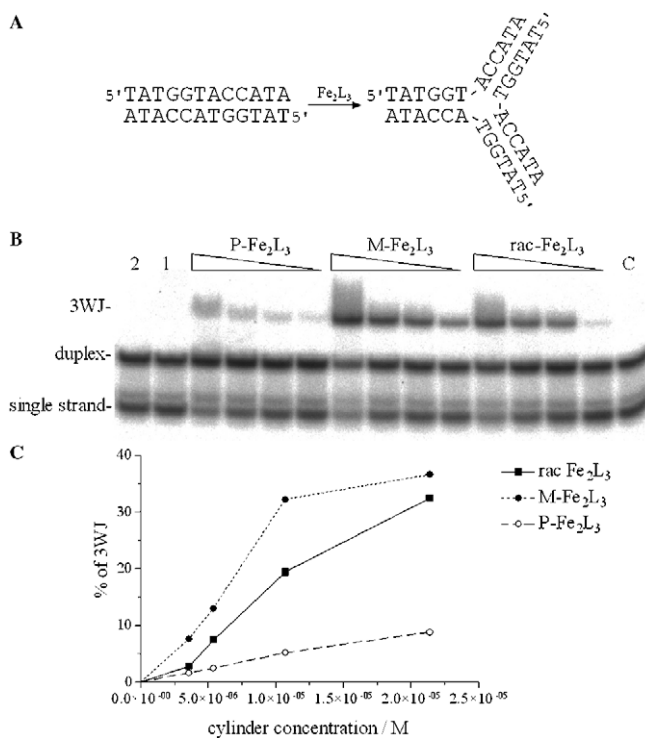 A
5'TATGGTACCATA
ATACCATGGTAT5'
Fe₂L₃
5'TATGGT-ACCATA
TGGTAT5'
-ACCATA
ATACCA-TGGTAT5'
B
2 1 P-Fe₂L₃ M-Fe₂L₃ rac-Fe₂L₃ C
3WJ-
duplex-
single strand-
C
40
30
20
10
0
% of 3WJ
0.0×10⁻⁰⁰ 5.0×10⁻⁰⁶ 1.0×10⁻⁰⁵ 1.5×10⁻⁰⁵ 2.0×10⁻⁰⁵ 2.5×10⁻⁰⁵
cylinder concentration / M
rac Fe₂L₃
M-Fe₂L₃
P-Fe₂L₃